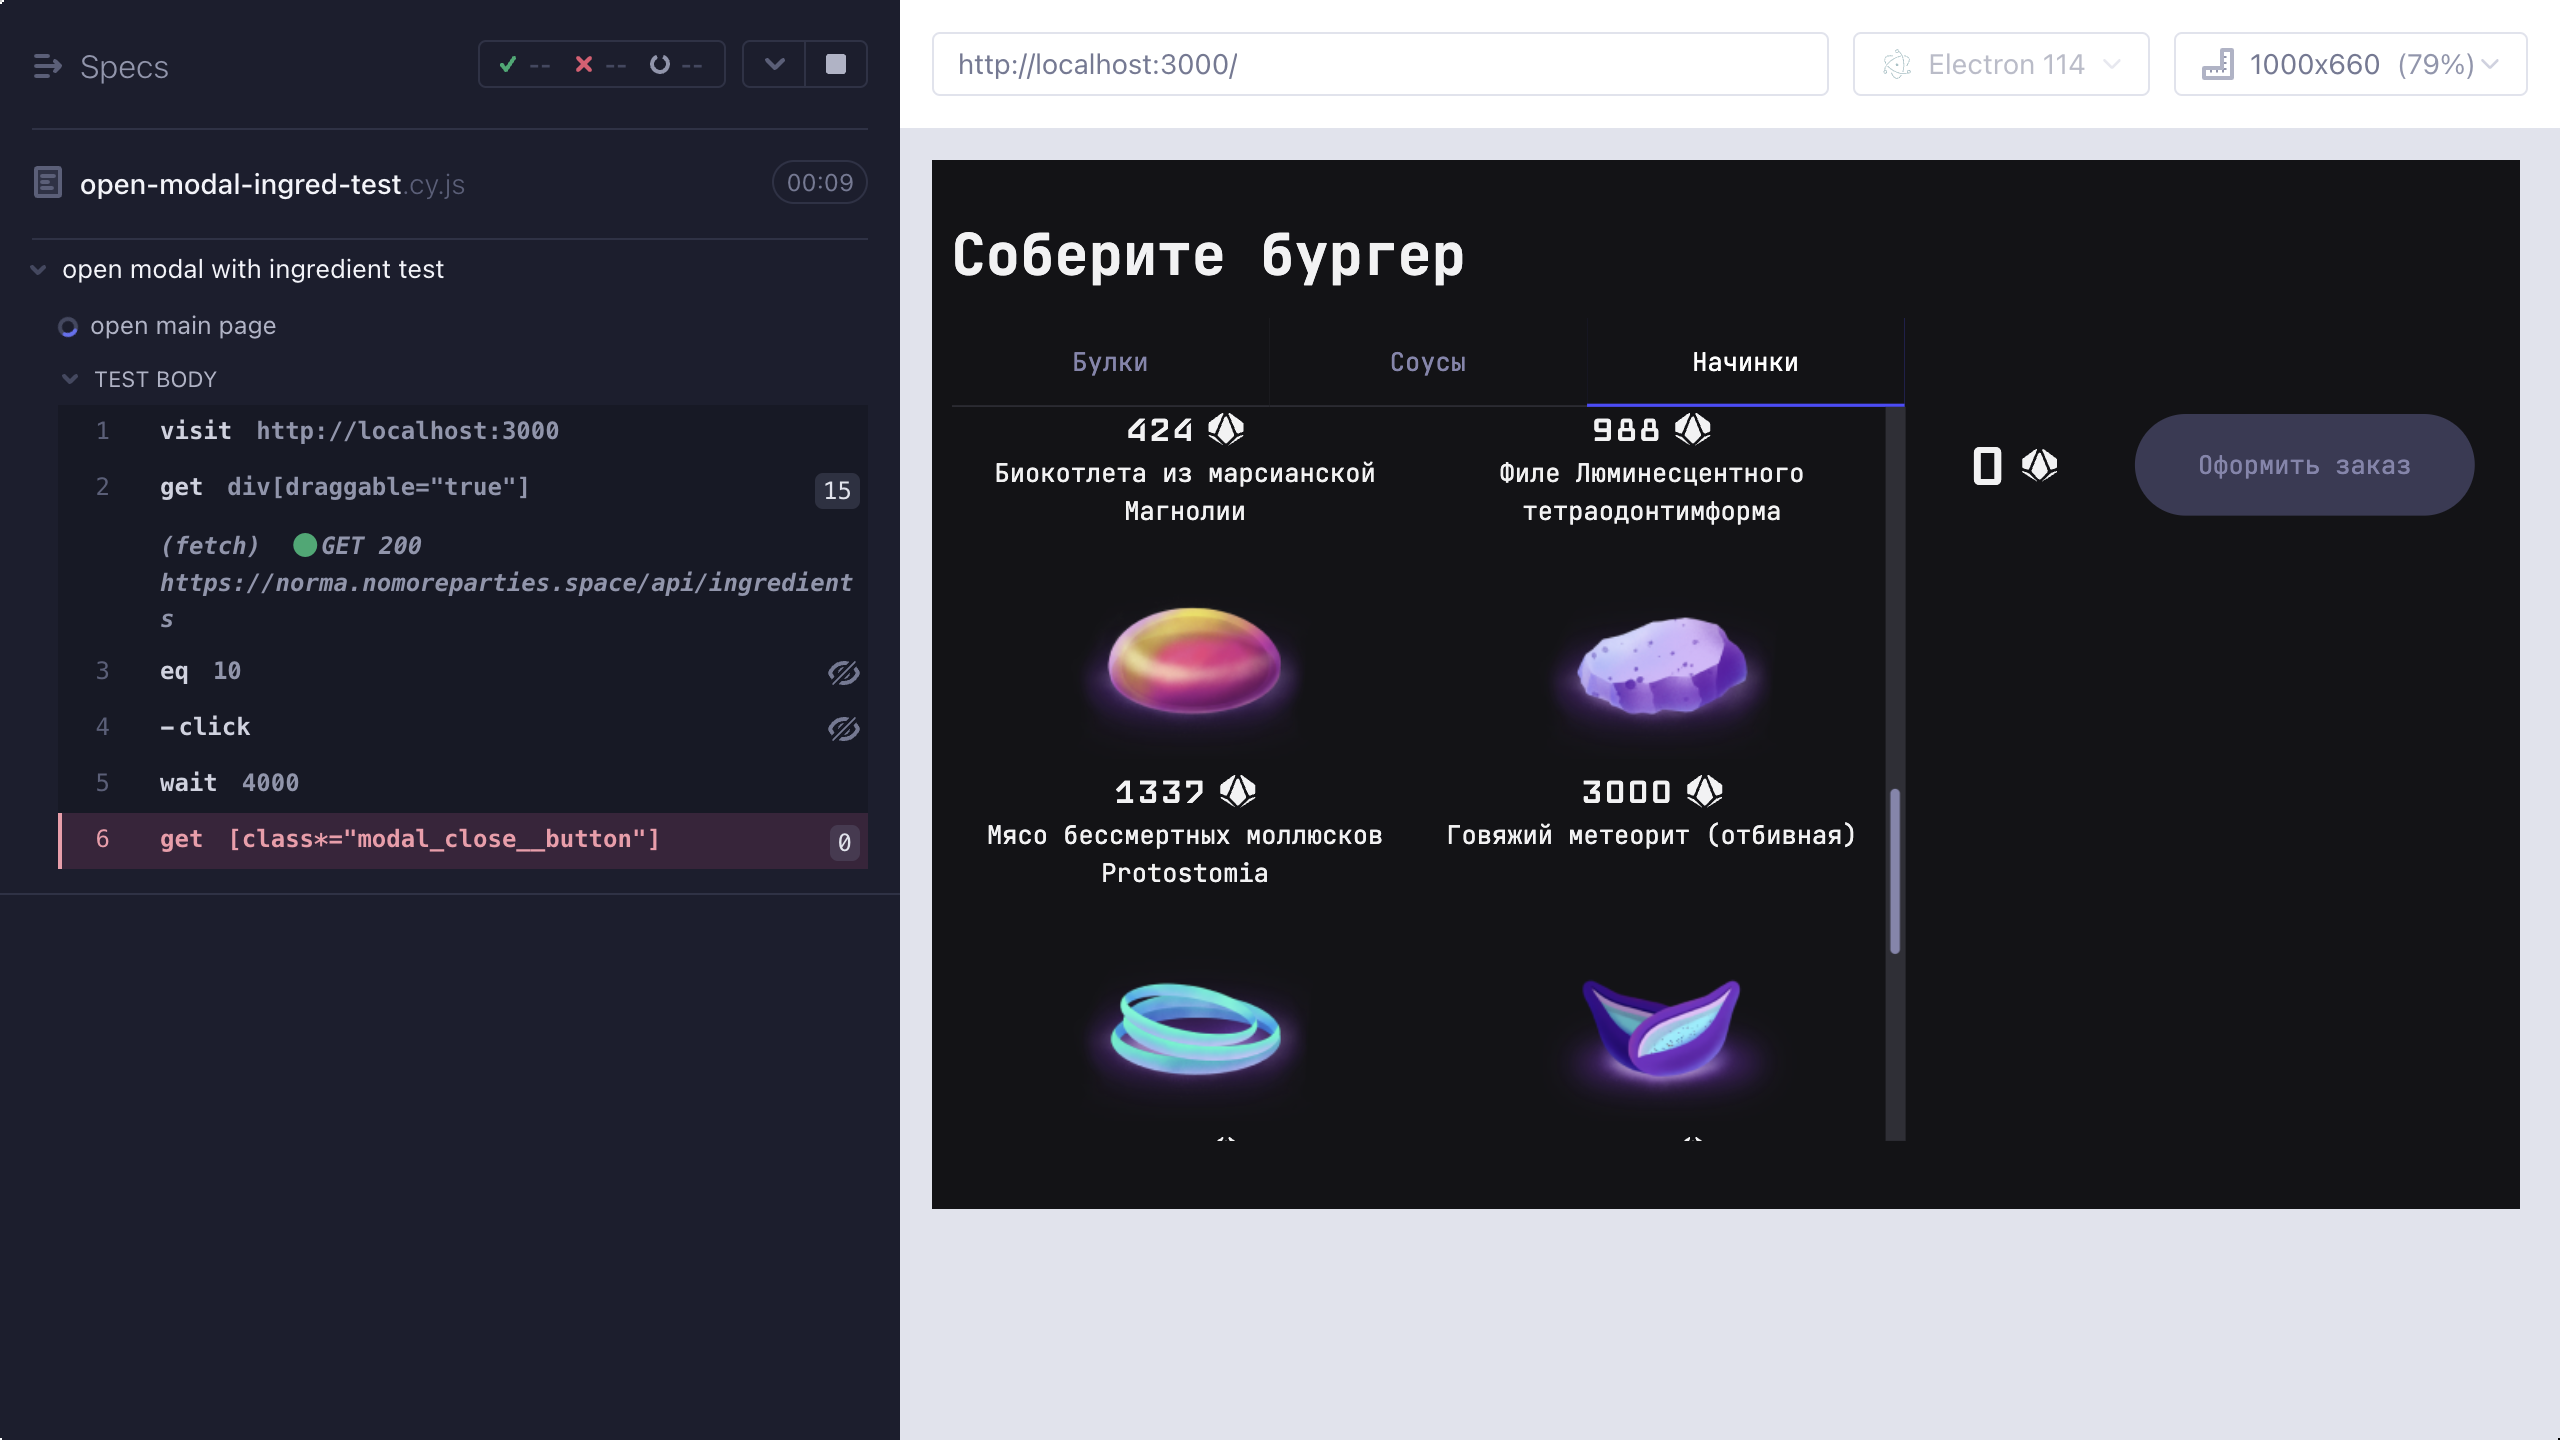 Specs
-- -- --
open-modal-ingred-test.cy.js
00:09
open modal with ingredient test
open main page
TEST BODY
1 visit http://localhost:3000
2 get div[draggable="true"] 15
(fetch) GET 200
https://norma.nomoreparties.space/api/ingredient
s
3 eq 10
4 -click
5 wait 4000
6 get [class*="modal_close__button"] 0
http://localhost:3000/
Electron 114
1000x660 (79%)
Соберите бургер
Булки Соусы Начинки
424 988
Биокотлета из марсианской
Магнолии
Филе Люминесцентного
тетраодонтимформа
0
Оформить заказ
1337 3000
Мясо бессмертных моллюсков
Protostomia
Говяжий метеорит (отбивная)